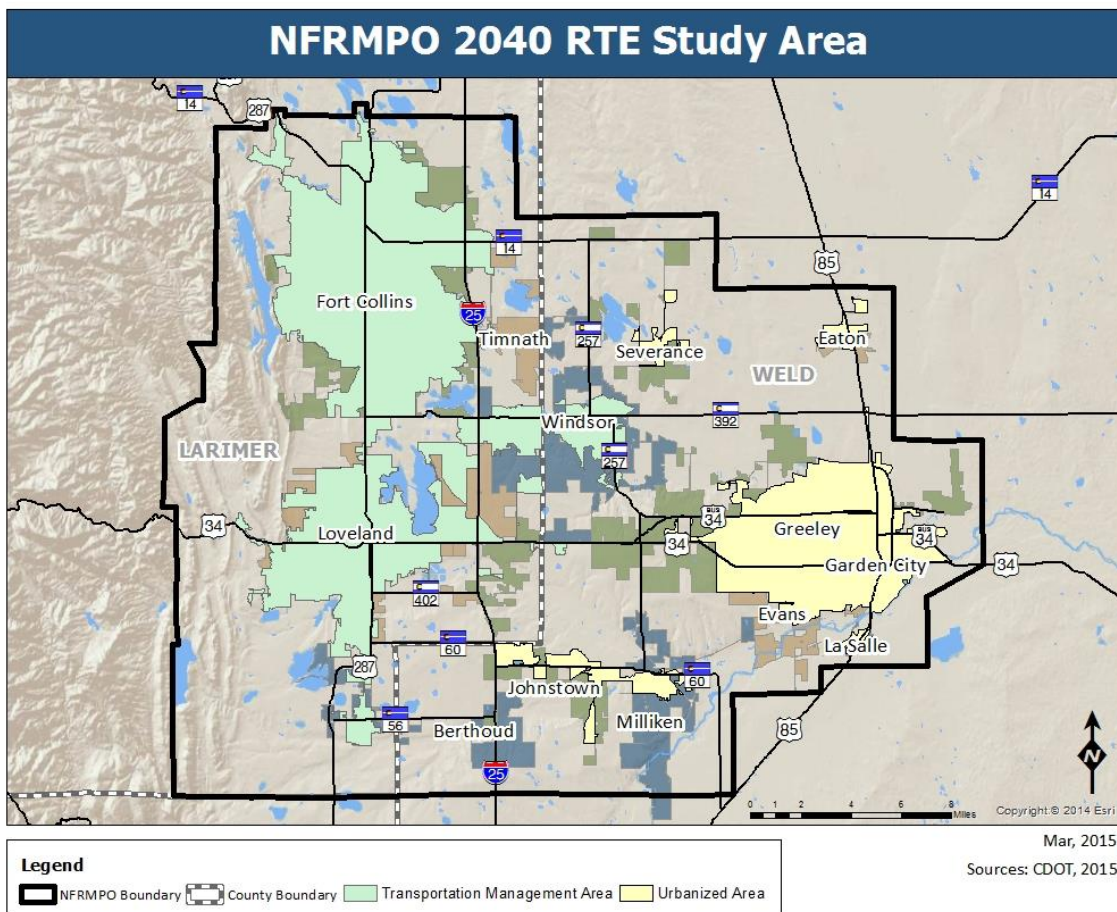 NFRMPO 2040 RTE Study Area
14
287
14
14
85
Fort Collins
25
Timnath
257
Severance
Eaton
WELD
392
Windsor
LARIMER
257
34
Loveland
BUS
34
34
Greeley
BUS
34
34
Garden City
402
Evans
60
La Salle
287
Johnstown
60
56
Berthoud
Milliken
85
25
N
0 1 2 4 6 8
Miles
Copyright:© 2014 Esri
Mar, 2015
Sources: CDOT, 2015
Legend
NFRMPO Boundary County Boundary Transportation Management Area Urbanized Area